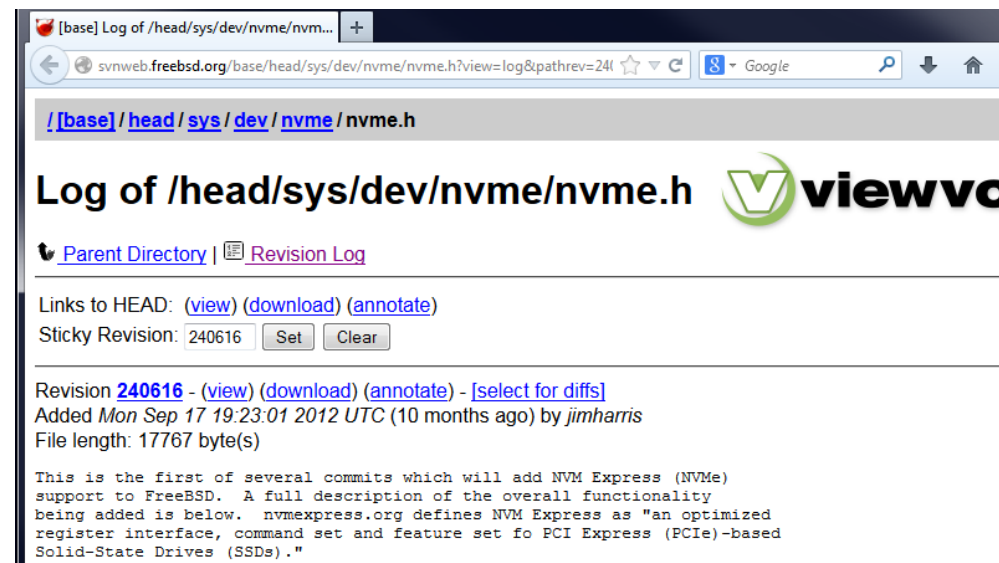 [base] Log of /head/sys/dev/nvme/nvm...
svnweb.freebsd.org/base/head/sys/dev/nvme/nvme.h?view=log&pathrev=24
8 Google
/ [base] / head / sys / dev / nvme / nvme.h
Log of /head/sys/dev/nvme/nvme.h
viewvc
Parent Directory | Revision Log
Links to HEAD: (view) (download) (annotate)
Sticky Revision: 240616 Set Clear
Revision 240616 - (view) (download) (annotate) - [select for diffs]
Added Mon Sep 17 19:23:01 2012 UTC (10 months ago) by jimharris
File length: 17767 byte(s)
This is the first of several commits which will add NVM Express (NVMe)
support to FreeBSD.  A full description of the overall functionality
being added is below.  nvmexpress.org defines NVM Express as "an optimized
register interface, command set and feature set fo PCI Express (PCIe)-based
Solid-State Drives (SSDs)."